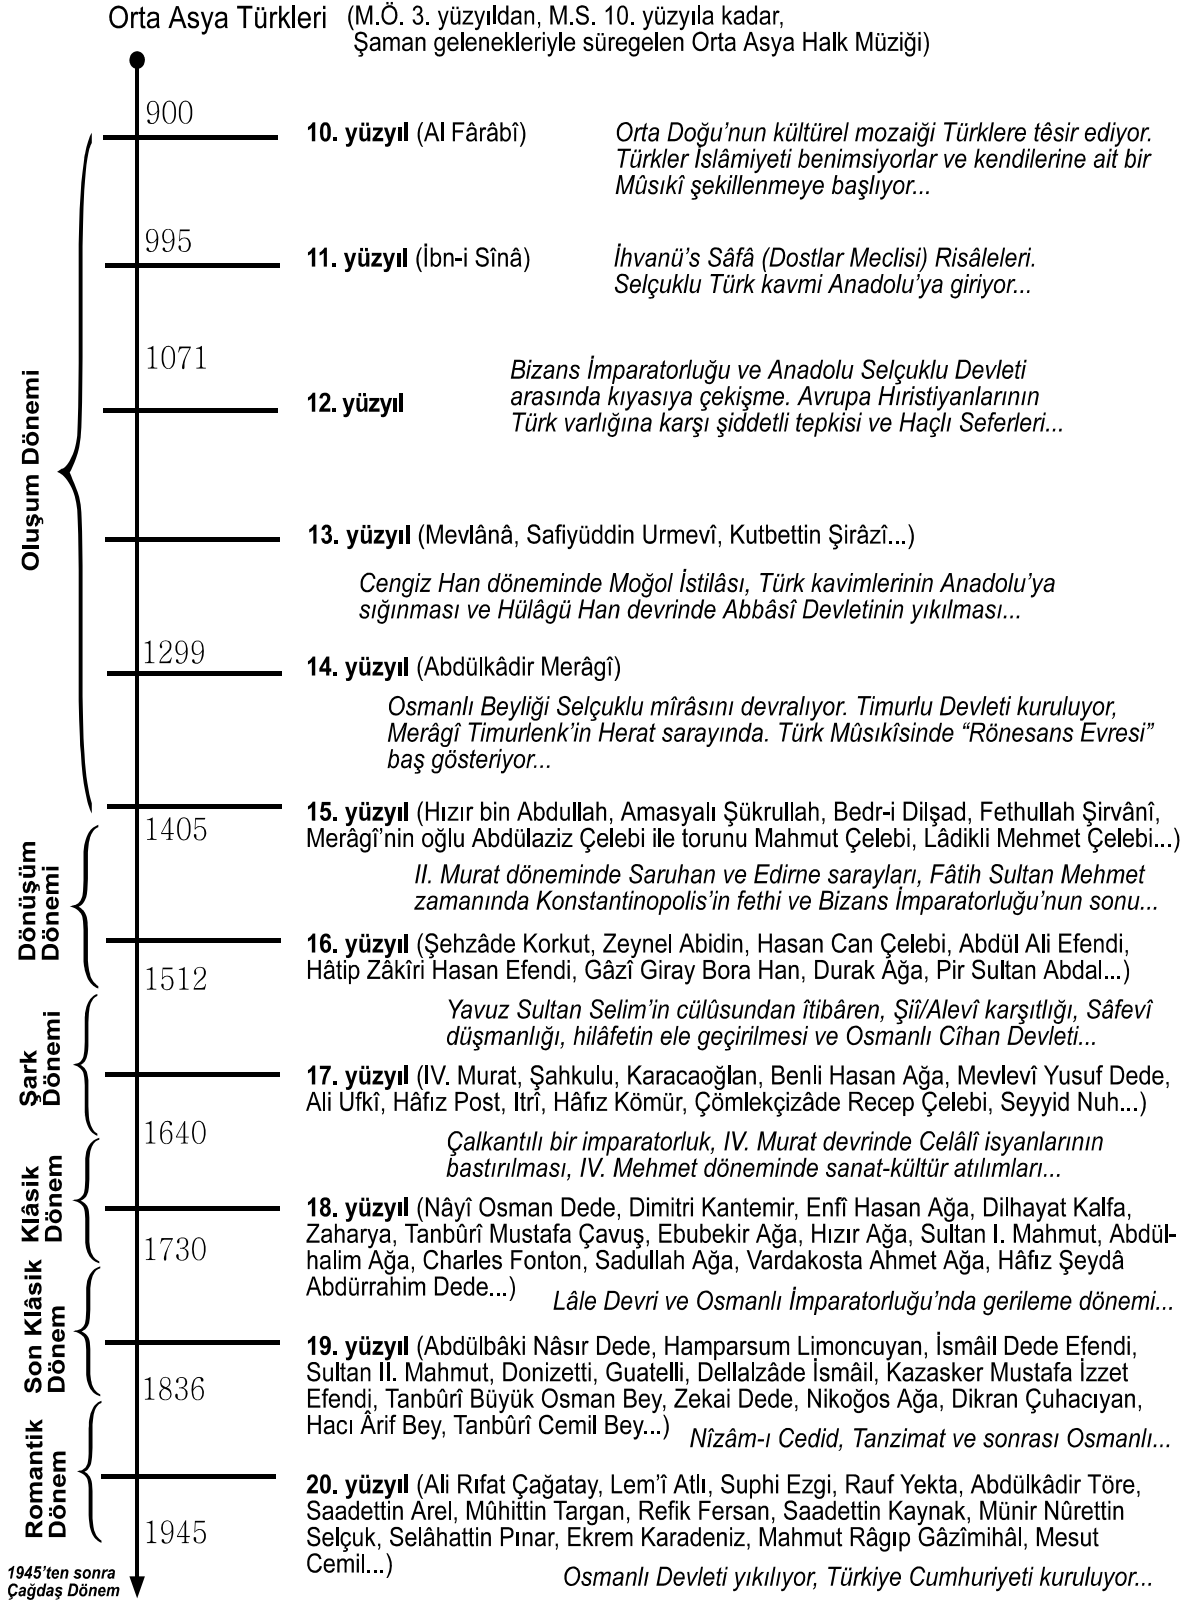 Orta Asya Türkleri (M.Ö. 3. yüzyıldan, M.S. 10. yüzyıla kadar,
Şaman gelenekleriyle süregelen Orta Asya Halk Müziği)
900
10. yüzyıl (Al Fârâbî)
Orta Doğu'nun kültürel mozaiği Türklere têsir ediyor.
Türkler İslâmiyeti benimsiyorlar ve kendilerine ait bir
Mûsıkî şekillenmeye başlıyor...
995
11. yüzyıl (İbn-i Sînâ)
İhvanü's Sâfâ (Dostlar Meclisi) Risâleleri.
Selçuklu Türk kavmi Anadolu'ya giriyor...
1071
12. yüzyıl
Bizans İmparatorluğu ve Anadolu Selçuklu Devleti
arasında kıyasıya çekişme. Avrupa Hıristiyanlarının
Türk varlığına karşı şiddetli tepkisi ve Haçlı Seferleri...
Oluşum Dönemi
13. yüzyıl (Mevlânâ, Safiyüddin Urmevî, Kutbettin Şirâzî...)
Cengiz Han döneminde Moğol İstilâsı, Türk kavimlerinin Anadolu'ya
sığınması ve Hülâgü Han devrinde Abbâsî Devletinin yıkılması...
1299
14. yüzyıl (Abdülkâdir Merâgî)
Osmanlı Beyliği Selçuklu mîrâsını devralıyor. Timurlu Devleti kuruluyor,
Merâgî Timurlenk'in Herat sarayında. Türk Mûsıkîsinde “Rönesans Evresi”
baş gösteriyor...
1405
15. yüzyıl (Hızır bin Abdullah, Amasyalı Şükrullah, Bedr-i Dilşad, Fethullah Şirvânî,
Merâgî'nin oğlu Abdülaziz Çelebi ile torunu Mahmut Çelebi, Lâdikli Mehmet Çelebi...)
II. Murat döneminde Saruhan ve Edirne sarayları, Fâtih Sultan Mehmet
zamanında Konstantinopolis'in fethi ve Bizans İmparatorluğu'nun sonu...
Dönüşüm
Dönemi
16. yüzyıl (Şehzâde Korkut, Zeynel Abidin, Hasan Can Çelebi, Abdül Ali Efendi,
Hâtip Zâkîri Hasan Efendi, Gâzî Giray Bora Han, Durak Ağa, Pir Sultan Abdal...)
1512
Yavuz Sultan Selim'in cülûsundan îtibâren, Şiî/Alevî karşıtlığı, Sâfevî
düşmanlığı, hilâfetin ele geçirilmesi ve Osmanlı Cîhan Devleti...
Şark
Dönemi
17. yüzyıl (IV. Murat, Şahkulu, Karacaoğlan, Benli Hasan Ağa, Mevlevî Yusuf Dede,
Ali Ufkî, Hâfız Post, Itrî, Hâfız Kömür, Çömlekçizâde Recep Çelebi, Seyyid Nuh...)
1640
Çalkantılı bir imparatorluk, IV. Murat devrinde Celâlî isyanlarının
bastırılması, IV. Mehmet döneminde sanat-kültür atılımları...
Klâsik
Dönem
18. yüzyıl (Nâyî Osman Dede, Dimitri Kantemir, Enfî Hasan Ağa, Dilhayat Kalfa,
Zaharya, Tanbûrî Mustafa Çavuş, Ebubekir Ağa, Hızır Ağa, Sultan I. Mahmut, Abdül-
halim Ağa, Charles Fonton, Sadullah Ağa, Vardakosta Ahmet Ağa, Hâfız Şeydâ
Abdürrahim Dede...)
1730
Lâle Devri ve Osmanlı İmparatorluğu'nda gerileme dönemi...
Son Klâsik
Dönem
19. yüzyıl (Abdülbâki Nâsır Dede, Hamparsum Limoncuyan, İsmâil Dede Efendi,
Sultan II. Mahmut, Donizetti, Guatelli, Dellalzâde İsmâil, Kazasker Mustafa İzzet
Efendi, Tanbûrî Büyük Osman Bey, Zekai Dede, Nikoğos Ağa, Dikran Çuhacıyan,
Hacı Ârif Bey, Tanbûrî Cemil Bey...)
1836
Nîzâm-ı Cedid, Tanzimat ve sonrası Osmanlı...
Romantik
Dönem
20. yüzyıl (Ali Rıfat Çağatay, Lem'î Atlı, Suphi Ezgi, Rauf Yekta, Abdülkâdir Töre,
Saadettin Arel, Mûhittin Targan, Refik Fersan, Saadettin Kaynak, Münir Nûrettin
Selçuk, Selâhattin Pınar, Ekrem Karadeniz, Mahmut Râgıp Gâzîmihâl, Mesut
Cemil...)
1945
Osmanlı Devleti yıkılıyor, Türkiye Cumhuriyeti kuruluyor...
1945'ten sonra
Çağdaş Dönem